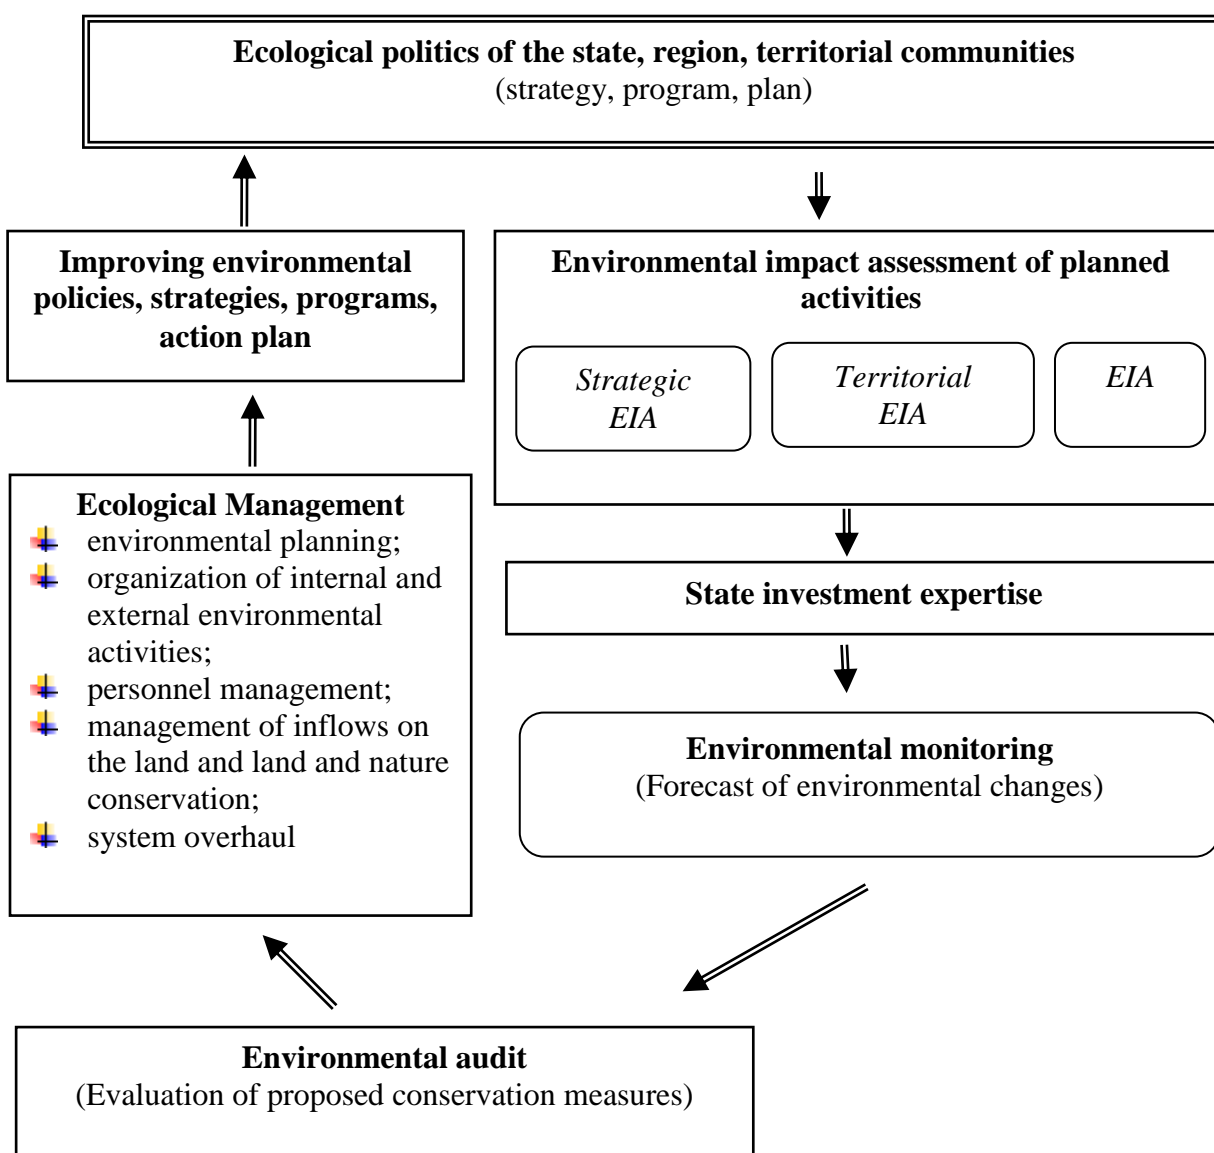 Ecological politics of the state, region, territorial communities
(strategy, program, plan)
Improving environmental
policies, strategies, programs,
action plan
Environmental impact assessment of planned
activities
Strategic
EIA
Territorial
EIA
EIA
Ecological Management
environmental planning;
organization of internal and
external environmental
activities;
personnel management;
management of inflows on
the land and land and nature
conservation;
system overhaul
State investment expertise
Environmental monitoring
(Forecast of environmental changes)
Environmental audit
(Evaluation of proposed conservation measures)